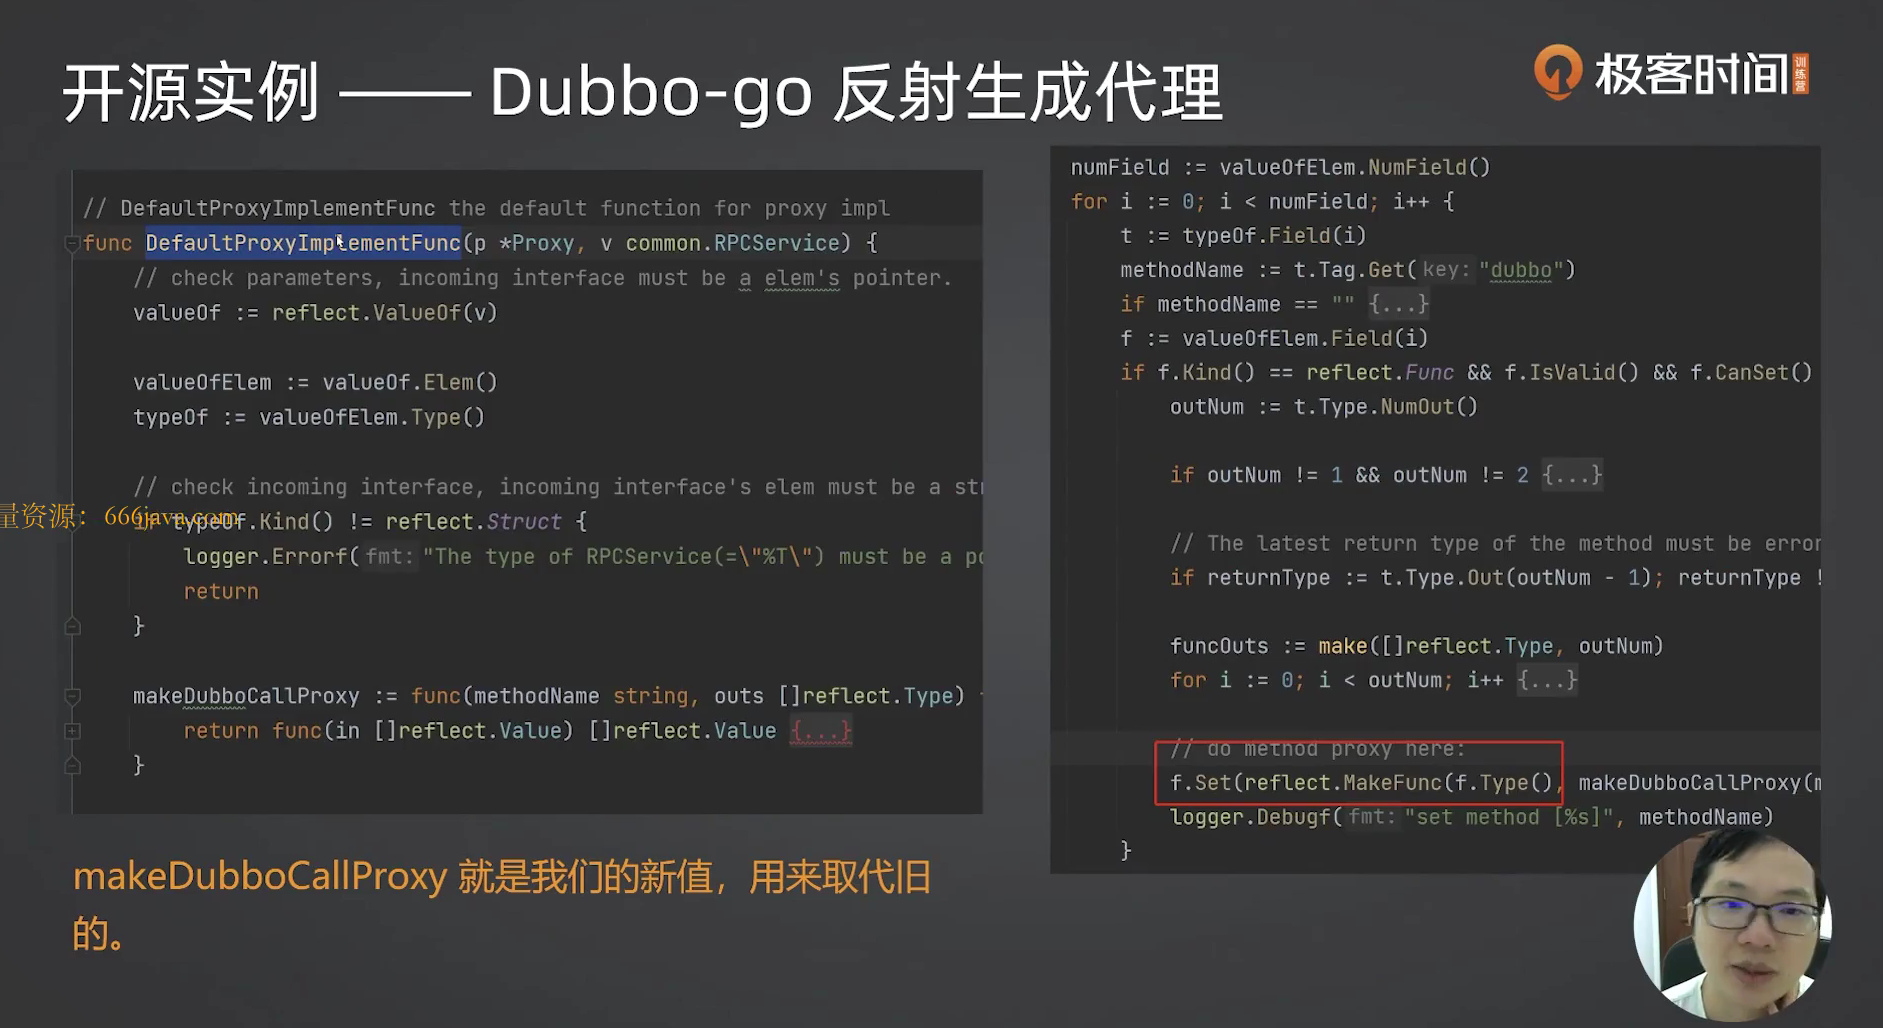 开源实例 —— Dubbo-go 反射生成代理
极客时间
训练营
// DefaultProxyImplementFunc the default function for proxy impl
func DefaultProxyImplementFunc(p *Proxy, v common.RPCService) {
// check parameters, incoming interface must be a elem's pointer.
valueOf := reflect.ValueOf(v)
valueOfElem := valueOf.Elem()
typeOf := valueOfElem.Type()
// check incoming interface, incoming interface's elem must be a str
if typeOf.Kind() != reflect.Struct {
量资源：666java.com
logger.Errorf(fmt: "The type of RPCService(=\"%T\") must be a po
return
}
makeDubboCallProxy := func(methodName string, outs []reflect.Type)
return func(in []reflect.Value) []reflect.Value {...}
}
makeDubboCallProxy 就是我们的新值，用来取代旧
的。
numField := valueOfElem.NumField()
for i := 0; i < numField; i++ {
t := typeOf.Field(i)
methodName := t.Tag.Get(key: "dubbo")
if methodName == "" {...}
f := valueOfElem.Field(i)
if f.Kind() == reflect.Func && f.IsValid() && f.CanSet()
outNum := t.Type.NumOut()
if outNum != 1 && outNum != 2 {...}
// The latest return type of the method must be error
if returnType := t.Type.Out(outNum - 1); returnType !
funcOuts := make([]reflect.Type, outNum)
for i := 0; i < outNum; i++ {...}
// do method proxy here:
f.Set(reflect.MakeFunc(f.Type(), makeDubboCallProxy(m
logger.Debugf(fmt: "set method [%s]", methodName)
}